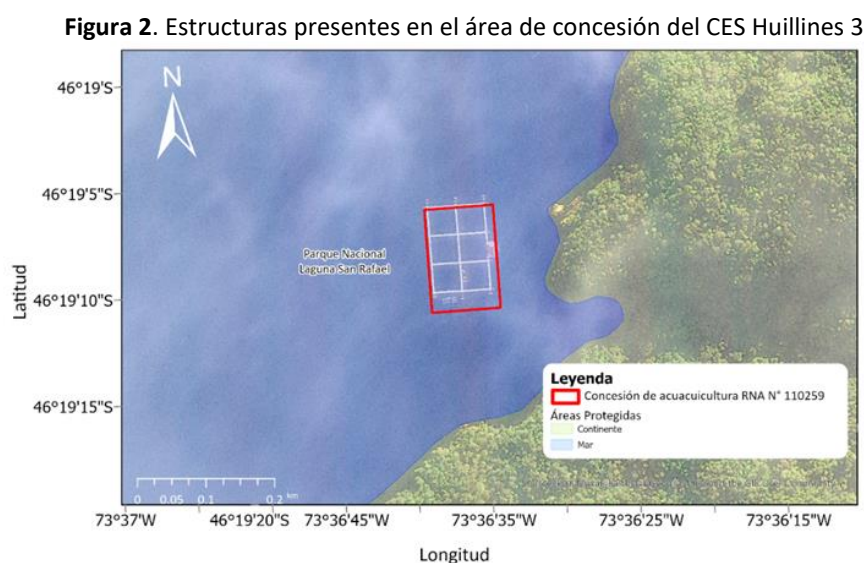 Figura 2. Estructuras presentes en el área de concesión del CES Huillines 3
N
46°19'S
46°19'5"S
46°19'10"S
46°19'15"S
Latitud
Parque Nacional
Laguna San Rafael
Leyenda
Concesión de acuacuicultura RNA N° 110259
Áreas Protegidas
Continente
Mar
0 0.05 0.1 0.2 km
73°37'W 46°19'20"S 73°36'45"W 73°36'35"W 73°36'25"W 73°36'15"W
Longitud